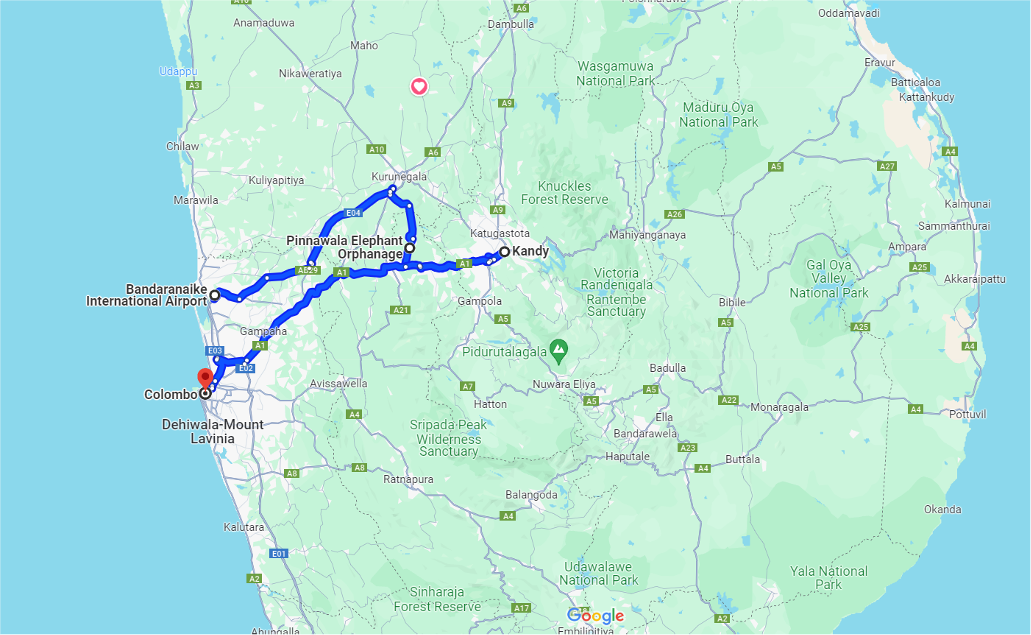 A10
A6
Oddamavadi
Anamaduwa
Dambulla
Maho
Eravur
Udappu
Nikaweratiya
Wasgamuwa
National Park
Batticaloa
A3
Kattankudy
A9
Maduru Oya
National Park
Chilaw
A10
A6
A4
Kurunegala
A5
A27
Kuliyapitiya
Knuckles
Forest Reserve
Marawila
Kalmunai
E04
A9
A26
Sammanthurai
Katugastota
Mahiyanganaya
Pinnawala Elephant
Orphanage
Kandy
Ampara
A1
A1
Gal Oya
Valley
National Park
A25
Victoria
Randenigala
Rantembe
Sanctuary
Akkaraipattu
Bandaranaike
International Airport
Gampola
Bibile
A21
A5
A5
A25
Gampaha
A1
E03
Pidurutalagala
A4
E02
Badulla
Avissawella
A7
Nuwara Eliya
A5
Colombo
Hatton
A5
A22
Monaragala
A4
Pottuvil
A4
Ella
Dehiwala-Mount
Lavinia
Sripada Peak
Wilderness
Sanctuary
Bandarawela
A23
Haputale
Buttala
A4
A8
A8
Ratnapura
Balangoda
Okanda
A4
Kalutara
E01
Udawalawe
National Park
Yala National
Park
A2
Sinharaja
Forest Reserve
A17
A18
Google
A2
Ahungalla
Embilipitiya